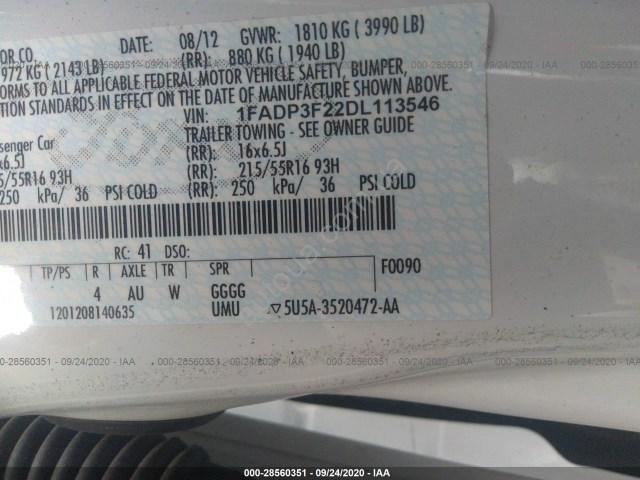 OR CO DATE: 08/12 GVWR: 1810 KG ( 3990 LB)
972 KG ( 2143 LB) (RR): 880 KG ( 1940 LB)
ORMS TO ALL APPLICABLE FEDERAL MOTOR VEHICLE SAFETY, BUMPER,
TION STANDARDS IN EFFECT ON THE DATE OF MANUFACTURE SHOWN ABOVE.
VIN: 1FADP3F22DL113546
senger Car TRAILER TOWING - SEE OWNER GUIDE
x6.5J (RR): 16x6.5J
5/55R16 93H (RR): 215/55R16 93H
250 kPa/ 36 PSI COLD (RR): 250 kPa/ 36 PSI COLD
RC: 41 DSO:
TP/PS R AXLE TR SPR F0090
4 AU W GGGG
1201208140635 UMU ▽5U5A-3520472-AA
000-28560351 - 09/24/2020 - IAA
000-28560351 - 09/24/2020 - IAA